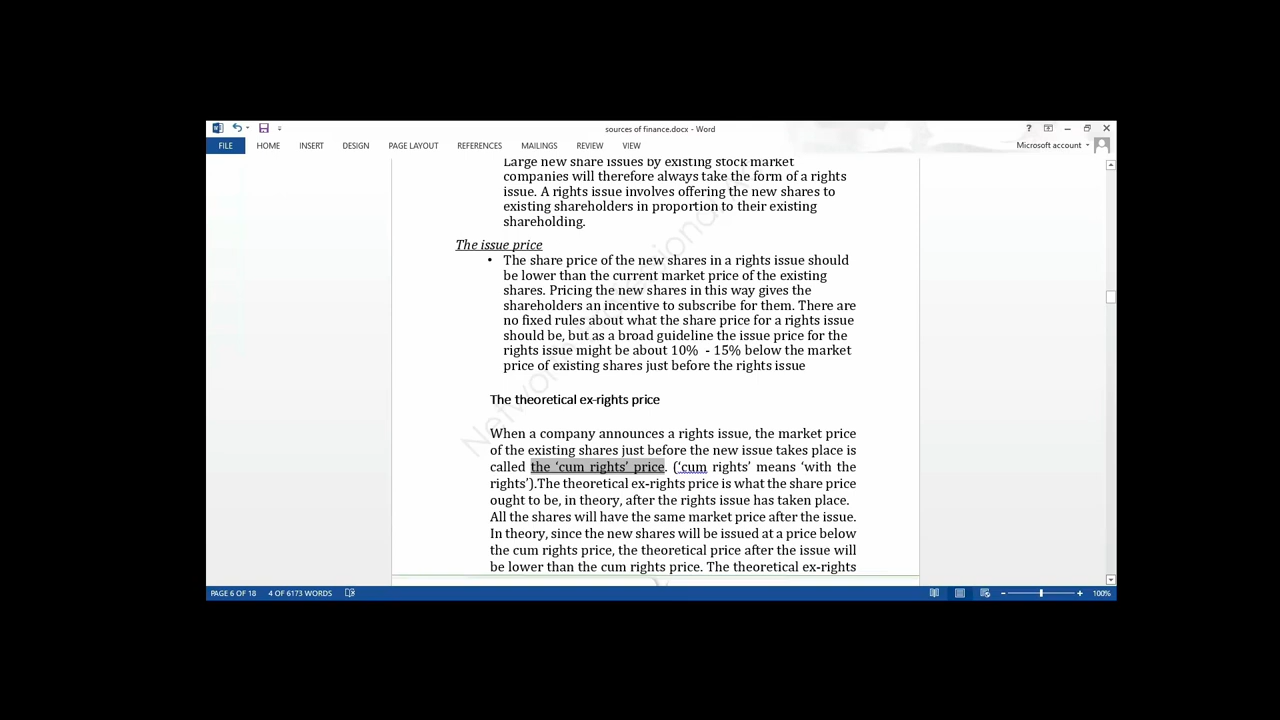 sources of finance.docx - Word
?
FILE HOME INSERT DESIGN PAGE LAYOUT REFERENCES MAILINGS REVIEW VIEW Microsoft account
Large new share issues by existing stock market
companies will therefore always take the form of a rights
issue. A rights issue involves offering the new shares to
existing shareholders in proportion to their existing
shareholding.
The issue price
• The share price of the new shares in a rights issue should
be lower than the current market price of the existing
shares. Pricing the new shares in this way gives the
shareholders an incentive to subscribe for them. There are
no fixed rules about what the share price for a rights issue
should be, but as a broad guideline the issue price for the
rights issue might be about 10%  - 15% below the market
price of existing shares just before the rights issue
The theoretical ex-rights price
When a company announces a rights issue, the market price
of the existing shares just before the new issue takes place is
called the ‘cum rights’ price. (‘cum rights’ means ‘with the
rights’).The theoretical ex-rights price is what the share price
ought to be, in theory, after the rights issue has taken place.
All the shares will have the same market price after the issue.
In theory, since the new shares will be issued at a price below
the cum rights price, the theoretical price after the issue will
be lower than the cum rights price. The theoretical ex-rights
PAGE 6 OF 18 4 OF 6173 WORDS 100%